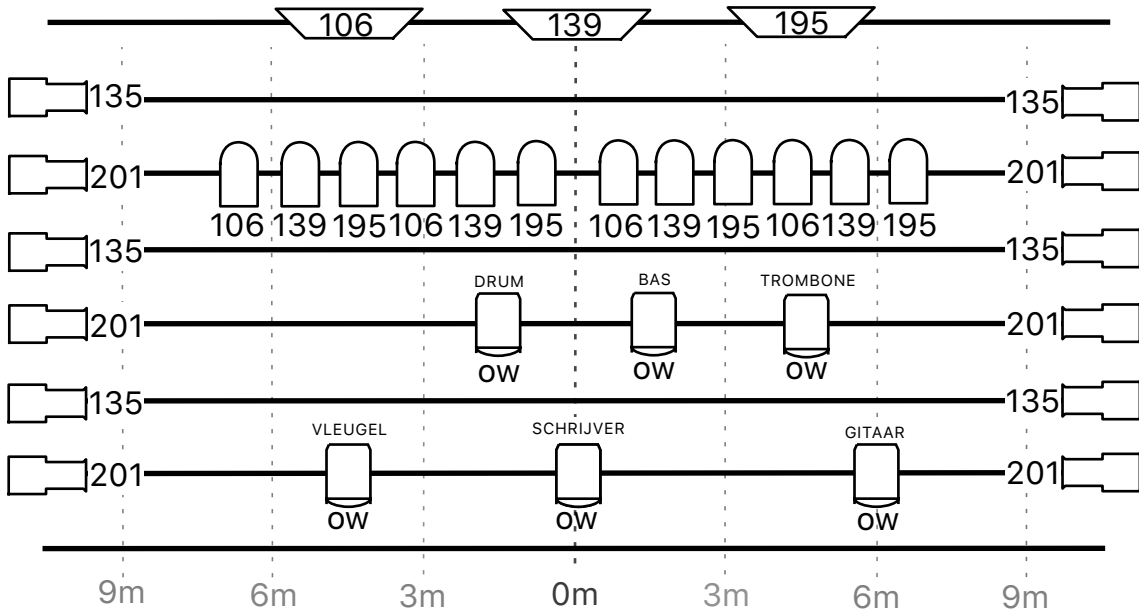 106 139 195
135 135
201 201
106 139 195 106 139 195 106 139 195 106 139 195
135 135
DRUM BAS TROMBONE
201 201
OW OW OW
135 135
VLEUGEL SCHRIJVER GITAAR
201 201
OW OW OW
9m 6m 3m 0m 3m 6m 9m